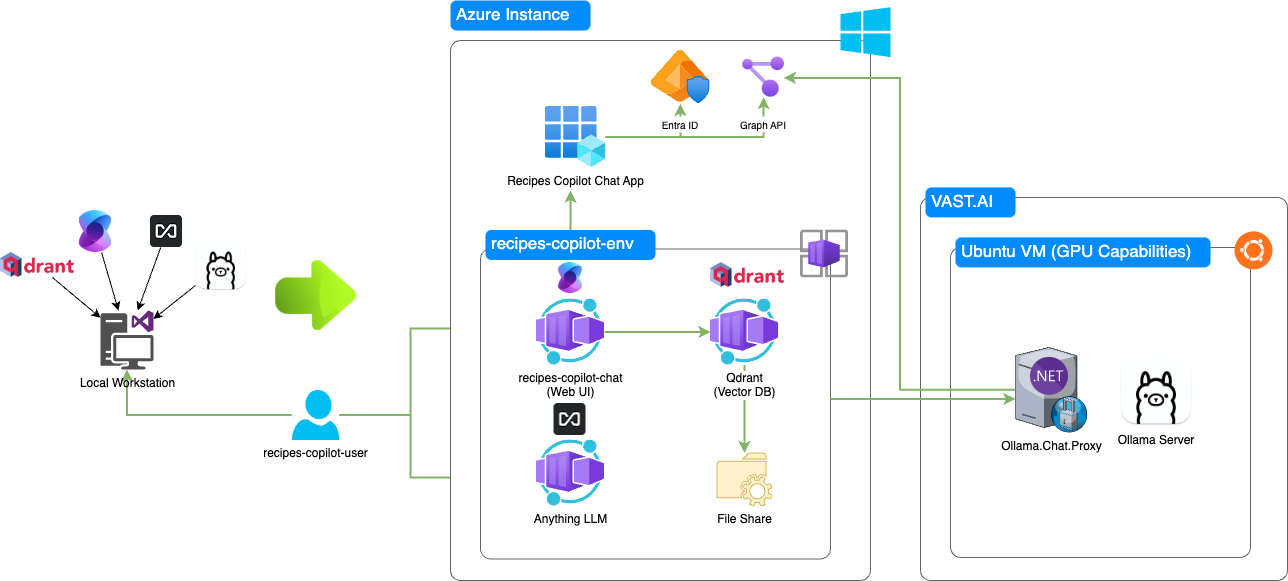 Azure Instance
Entra ID
Graph API
Recipes Copilot Chat App
VAST.AI
recipes-copilot-env
Ubuntu VM (GPU Capabilities)
qdrant
qdrant
Local Workstation
recipes-copilot-chat
(Web UI)
Qdrant
(Vector DB)
.NET
Ollama.Chat.Proxy
Ollama Server
recipes-copilot-user
Anything LLM
File Share